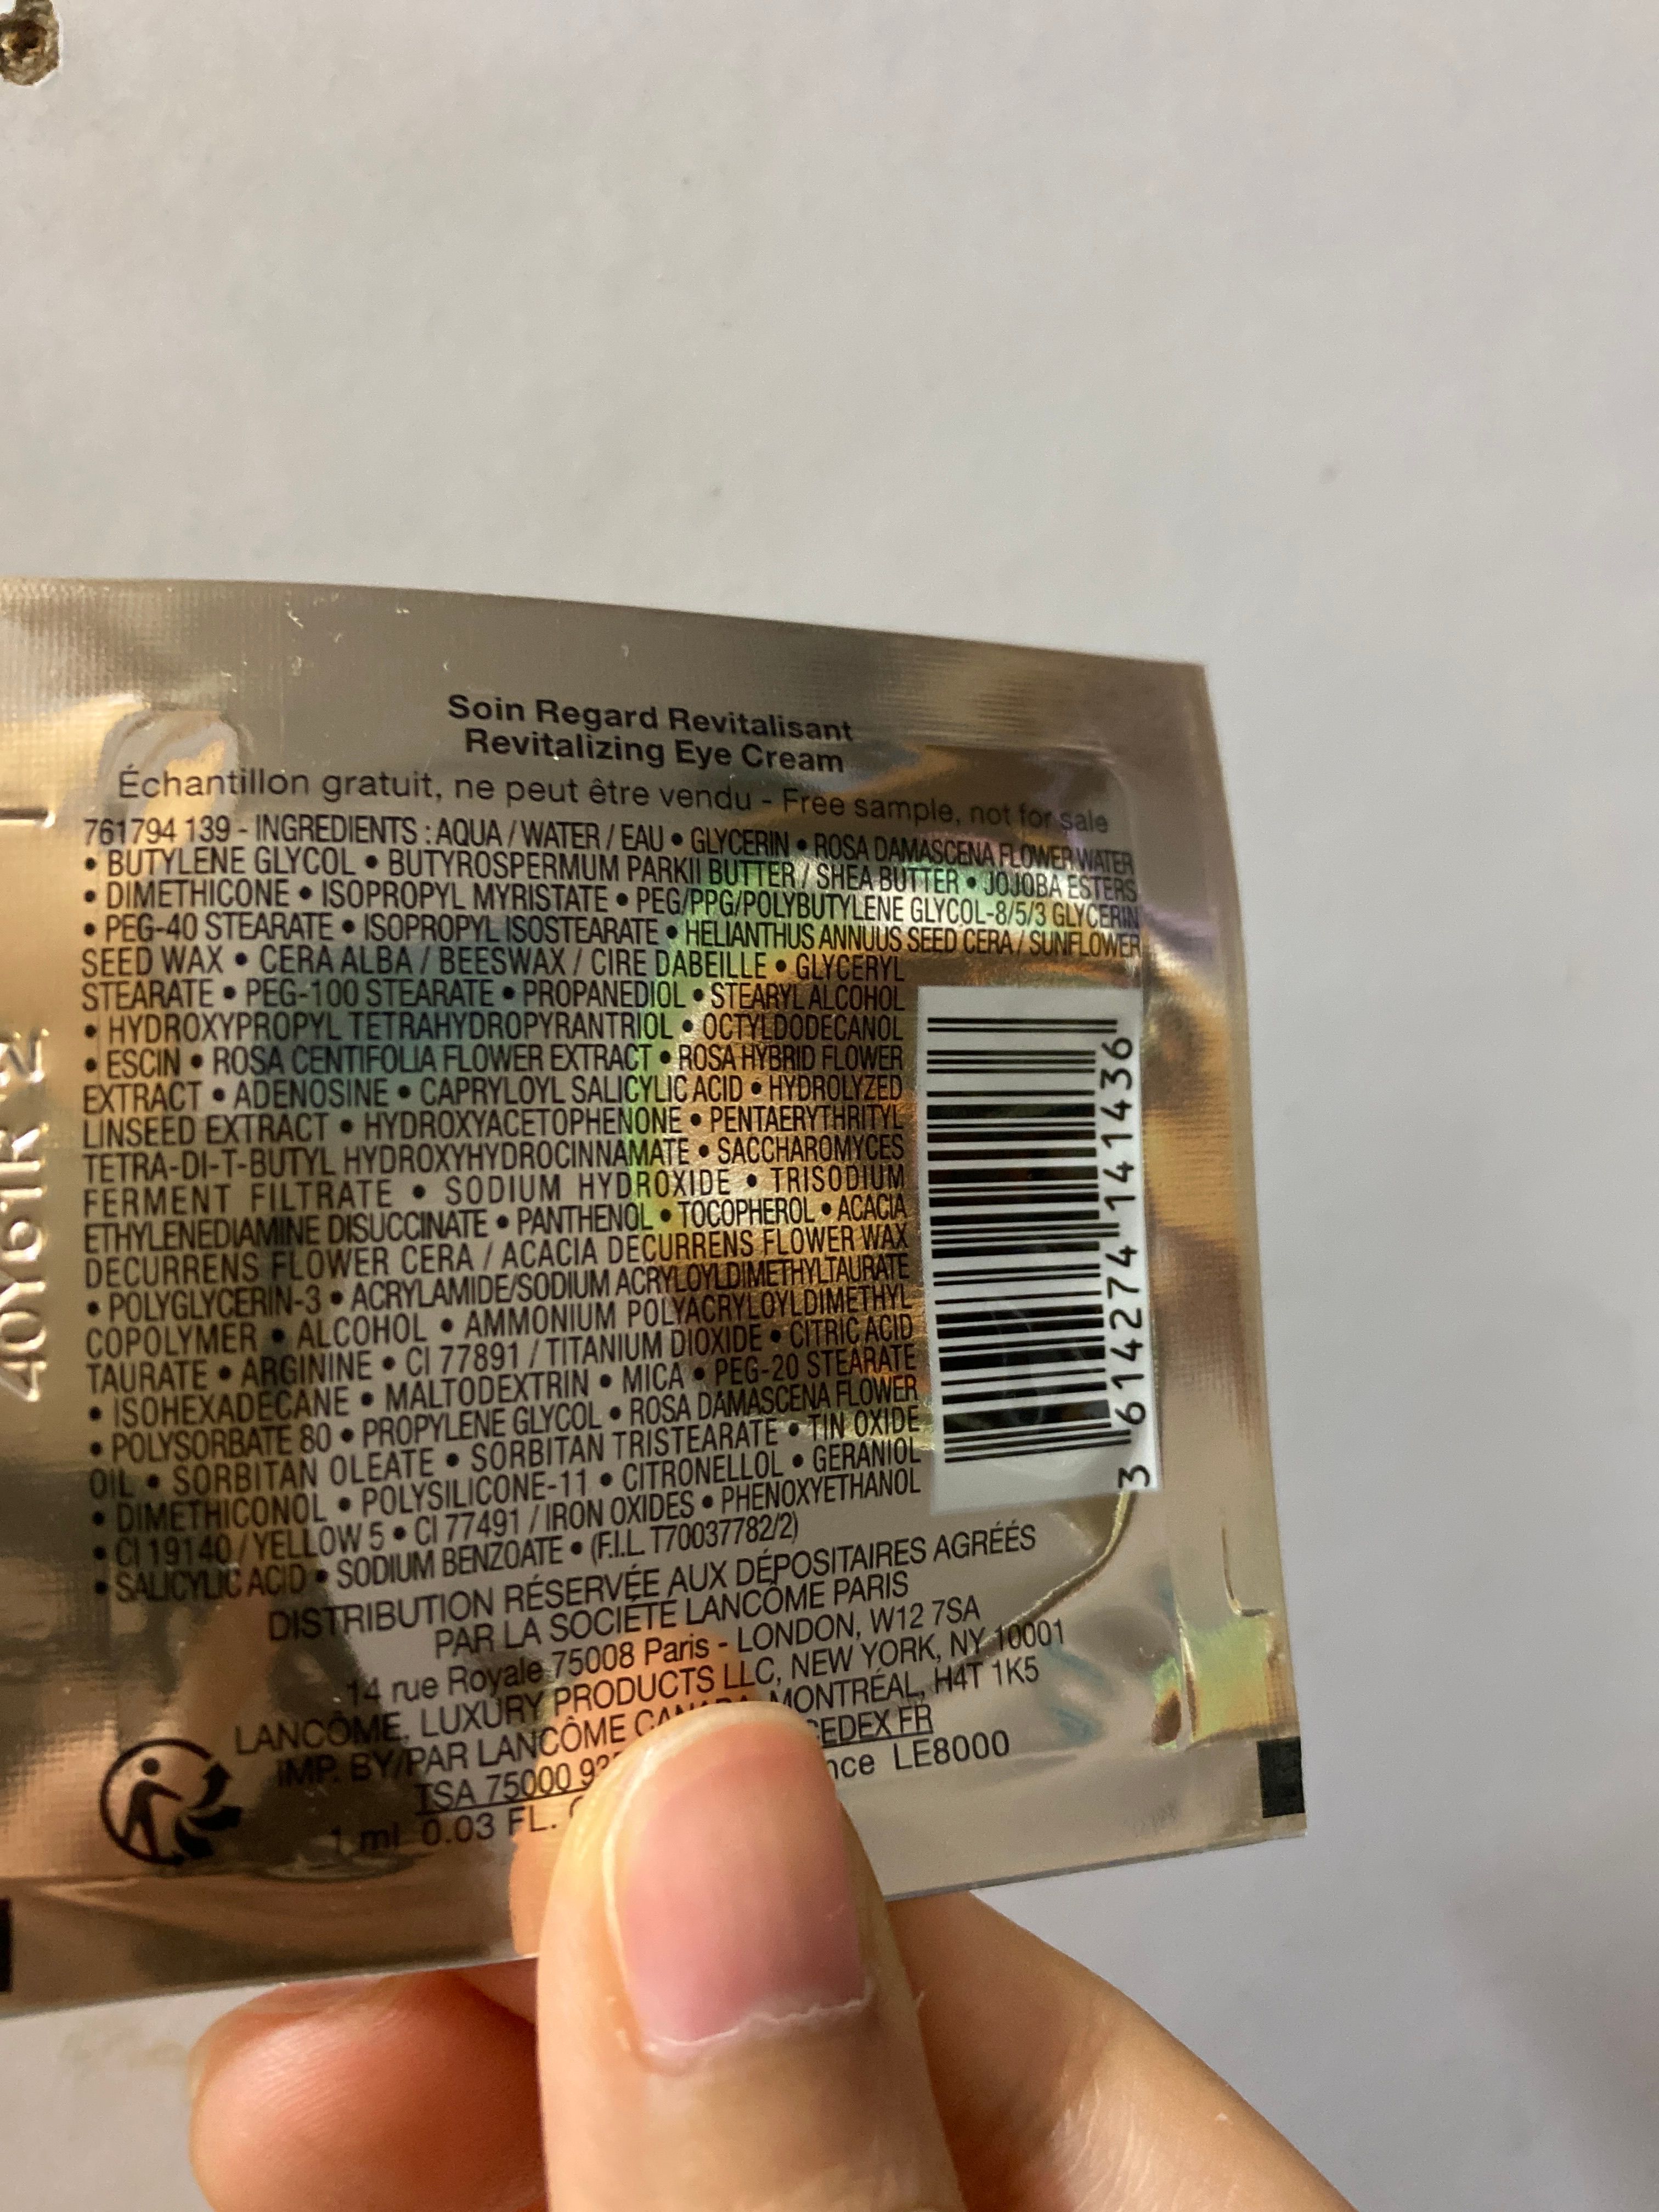 Soin Regard Revitalisant
Revitalizing Eye Cream
Échantillon gratuit, ne peut être vendu - Free sample, not for sale
761794 139 - INGREDIENTS : AQUA / WATER / EAU • GLYCERIN • ROSA DAMASCENA FLOWER WATER
• BUTYLENE GLYCOL • BUTYROSPERMUM PARKII BUTTER / SHEA BUTTER • JOJOBA ESTERS
• DIMETHICONE • ISOPROPYL MYRISTATE • PEG/PPG/POLYBUTYLENE GLYCOL-8/5/3 GLYCERIN
• PEG-40 STEARATE • ISOPROPYL ISOSTEARATE • HELIANTHUS ANNUUS SEED CERA / SUNFLOWER
SEED WAX • CERA ALBA / BEESWAX / CIRE DABEILLE • GLYCERYL
STEARATE • PEG-100 STEARATE • PROPANEDIOL • STEARYL ALCOHOL
• HYDROXYPROPYL TETRAHYDROPYRANTRIOL • OCTYLDODECANOL
• ESCIN • ROSA CENTIFOLIA FLOWER EXTRACT • ROSA HYBRID FLOWER
EXTRACT • ADENOSINE • CAPRYLOYL SALICYLIC ACID • HYDROLYZED
LINSEED EXTRACT • HYDROXYACETOPHENONE • PENTAERYTHRITYL
TETRA-DI-T-BUTYL HYDROXYHYDROCINNAMATE • SACCHAROMYCES
FERMENT FILTRATE • SODIUM HYDROXIDE • TRISODIUM
ETHYLENEDIAMINE DISUCCINATE • PANTHENOL • TOCOPHEROL • ACACIA
DECURRENS FLOWER CERA / ACACIA DECURRENS FLOWER WAX
• POLYGLYCERIN-3 • ACRYLAMIDE/SODIUM ACRYLOYLDIMETHYLTAURATE
COPOLYMER • ALCOHOL • AMMONIUM POLYACRYLOYLDIMETHYL
TAURATE • ARGININE • CI 77891 / TITANIUM DIOXIDE • CITRIC ACID
• ISOHEXADECANE • MALTODEXTRIN • MICA • PEG-20 STEARATE
• POLYSORBATE 80 • PROPYLENE GLYCOL • ROSA DAMASCENA FLOWER
OIL • SORBITAN OLEATE • SORBITAN TRISTEARATE • TIN OXIDE
• DIMETHICONOL • POLYSILICONE-11 • CITRONELLOL • GERANIOL
• CI 19140 / YELLOW 5 • CI 77491 / IRON OXIDES • PHENOXYETHANOL
• SALICYLIC ACID • SODIUM BENZOATE • (F.I.L. T70037782/2)
DISTRIBUTION RÉSERVÉE AUX DÉPOSITAIRES AGRÉÉS
PAR LA SOCIÉTÉ LANCÔME PARIS
14 rue Royale 75008 Paris - LONDON, W12 7SA
LANCÔME, LUXURY PRODUCTS LLC, NEW YORK, NY 10001
IMP. BY/PAR LANCÔME MONTRÉAL, H4T 1K5
TSA 75000 CEDEX FR
1 ml 0.03 FL. LE8000
3 614274 141436